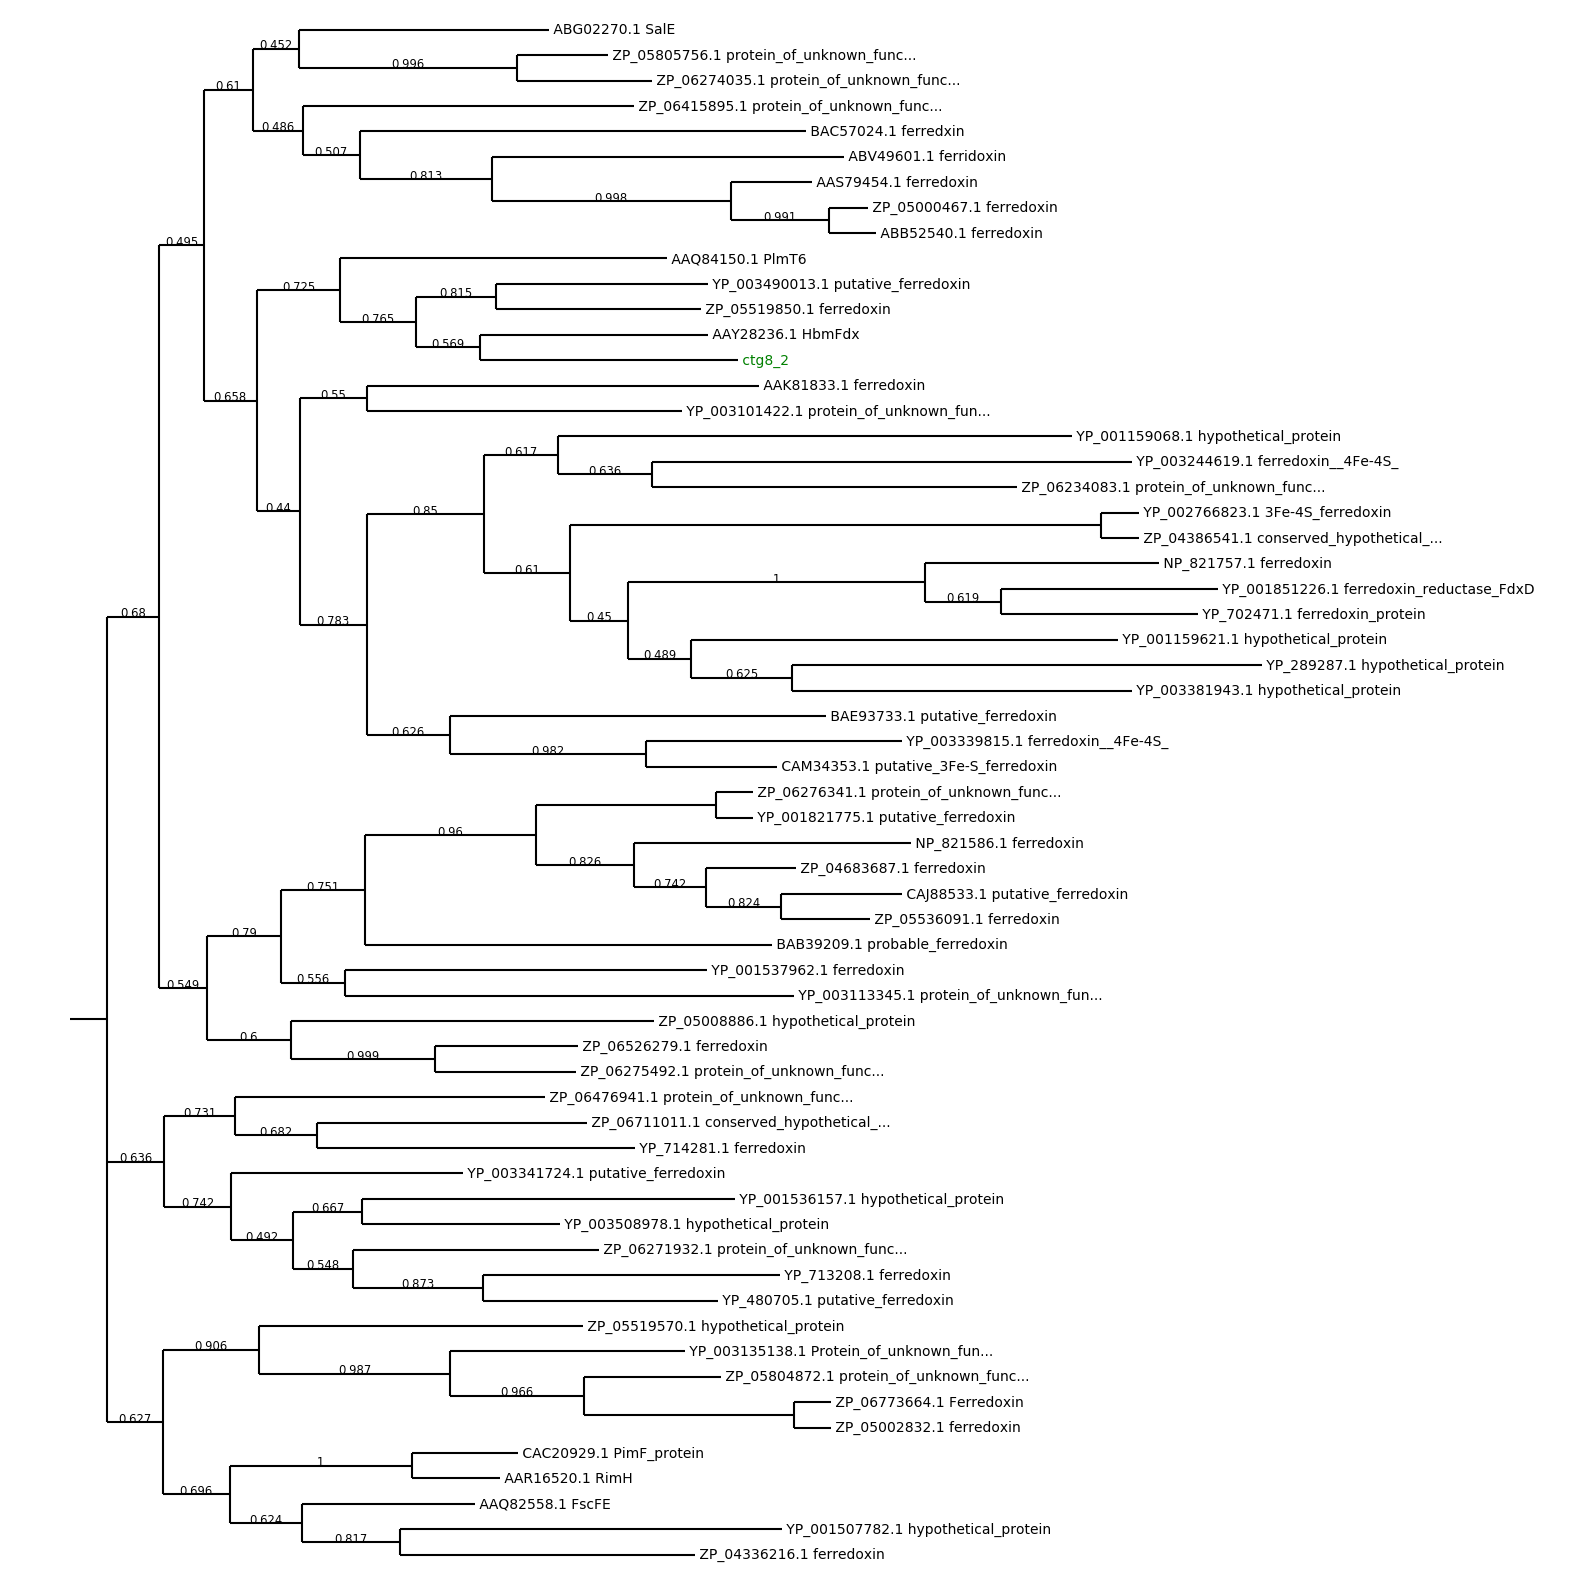 ABG02270.1 SalE
0.452
ZP_05805756.1 protein_of_unknown_func...
0.996
ZP_06274035.1 protein_of_unknown_func...
0.61
ZP_06415895.1 protein_of_unknown_func...
0.486
BAC57024.1 ferredxin
0.507
ABV49601.1 ferridoxin
0.813
AAS79454.1 ferredoxin
0.998
ZP_05000467.1 ferredoxin
0.991
ABB52540.1 ferredoxin
0.495
AAQ84150.1 PlmT6
0.725
YP_003490013.1 putative_ferredoxin
0.815
ZP_05519850.1 ferredoxin
0.765
AAY28236.1 HbmFdx
0.569
ctg8_2
0.658
AAK81833.1 ferredoxin
0.55
YP_003101422.1 protein_of_unknown_fun...
YP_001159068.1 hypothetical_protein
0.617
YP_003244619.1 ferredoxin__4Fe-4S_
0.636
ZP_06234083.1 protein_of_unknown_func...
0.44
0.85
YP_002766823.1 3Fe-4S_ferredoxin
ZP_04386541.1 conserved_hypothetical_...
0.61
NP_821757.1 ferredoxin
1
YP_001851226.1 ferredoxin_reductase_FdxD
0.619
YP_702471.1 ferredoxin_protein
0.68
0.45
0.783
YP_001159621.1 hypothetical_protein
0.489
YP_289287.1 hypothetical_protein
0.625
YP_003381943.1 hypothetical_protein
BAE93733.1 putative_ferredoxin
0.626
YP_003339815.1 ferredoxin__4Fe-4S_
0.982
CAM34353.1 putative_3Fe-S_ferredoxin
ZP_06276341.1 protein_of_unknown_func...
YP_001821775.1 putative_ferredoxin
0.96
NP_821586.1 ferredoxin
0.826
ZP_04683687.1 ferredoxin
0.742
0.751
CAJ88533.1 putative_ferredoxin
0.824
ZP_05536091.1 ferredoxin
0.79
BAB39209.1 probable_ferredoxin
YP_001537962.1 ferredoxin
0.556
0.549
YP_003113345.1 protein_of_unknown_fun...
ZP_05008886.1 hypothetical_protein
0.6
ZP_06526279.1 ferredoxin
0.999
ZP_06275492.1 protein_of_unknown_func...
ZP_06476941.1 protein_of_unknown_func...
0.731
ZP_06711011.1 conserved_hypothetical_...
0.682
YP_714281.1 ferredoxin
0.636
YP_003341724.1 putative_ferredoxin
0.742
YP_001536157.1 hypothetical_protein
0.667
YP_003508978.1 hypothetical_protein
0.492
ZP_06271932.1 protein_of_unknown_func...
0.548
YP_713208.1 ferredoxin
0.873
YP_480705.1 putative_ferredoxin
ZP_05519570.1 hypothetical_protein
0.906
YP_003135138.1 Protein_of_unknown_fun...
0.987
ZP_05804872.1 protein_of_unknown_func...
0.966
ZP_06773664.1 Ferredoxin
0.627
ZP_05002832.1 ferredoxin
CAC20929.1 PimF_protein
1
AAR16520.1 RimH
0.696
AAQ82558.1 FscFE
0.624
YP_001507782.1 hypothetical_protein
0.817
ZP_04336216.1 ferredoxin